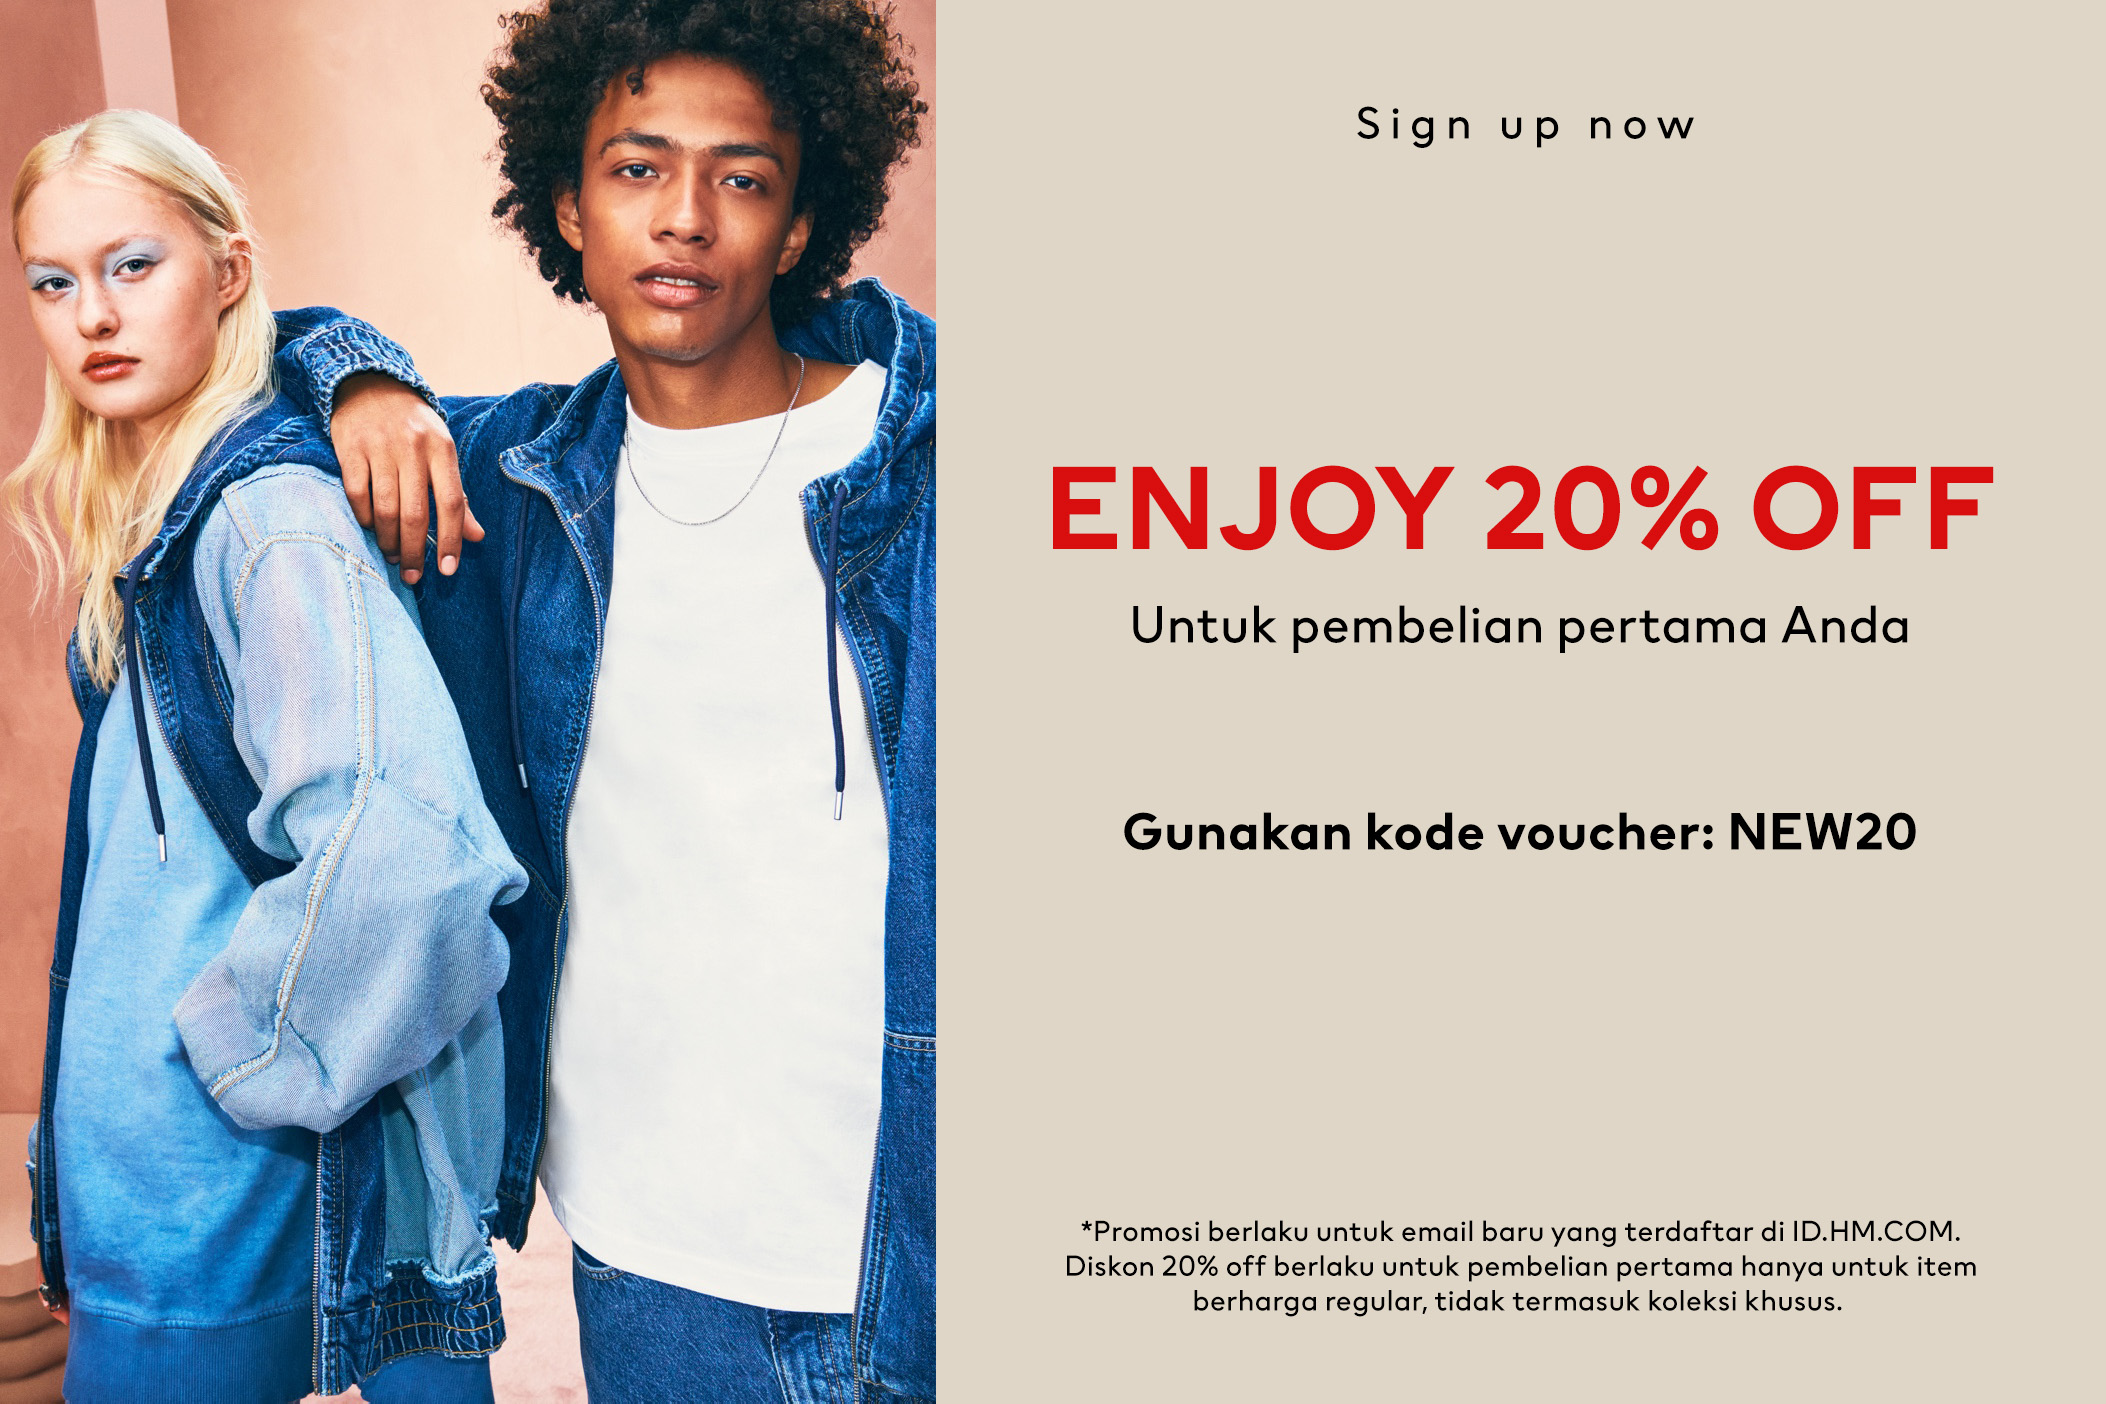 Sign up now
ENJOY 20% OFF
Untuk pembelian pertama Anda
Gunakan kode voucher: NEW20
*Promosi berlaku untuk email baru yang terdaftar di ID.HM.COM.
Diskon 20% off berlaku untuk pembelian pertama hanya untuk item
berharga regular, tidak termasuk koleksi khusus.